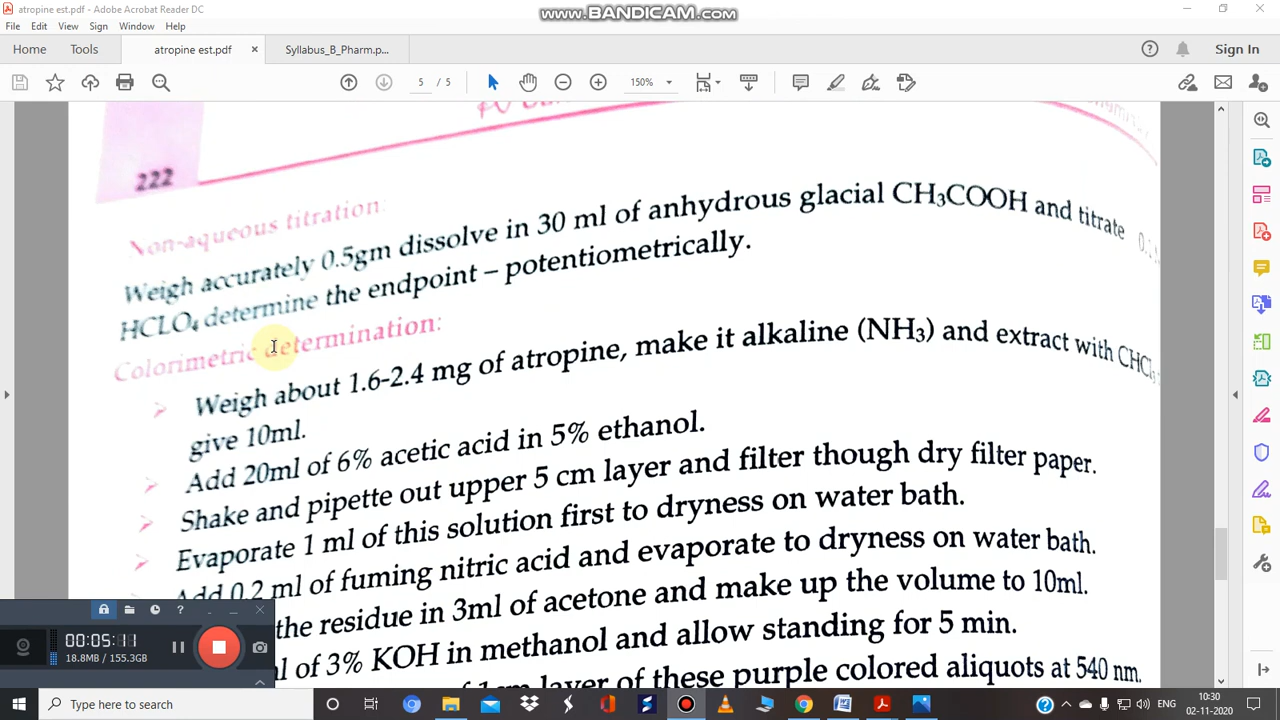 atropine est.pdf - Adobe Acrobat Reader DC
www.BANDICAM.com
File Edit View Sign Window Help
Home Tools atropine est.pdf × Syllabus_B_Pharm.p... Sign In
5 / 5 150%
222
Non-aqueous titration:
Weigh accurately 0.5gm dissolve in 30 ml of anhydrous glacial CH₃COOH and titrate
HCLO₄ determine the endpoint – potentiometrically.
Colorimetric determination:
Weigh about 1.6-2.4 mg of atropine, make it alkaline (NH₃) and extract with CHCl₃
give 10ml.
Add 20ml of 6% acetic acid in 5% ethanol.
Shake and pipette out upper 5 cm layer and filter though dry filter paper.
Evaporate 1 ml of this solution first to dryness on water bath.
Add 0.2 ml of fuming nitric acid and evaporate to dryness on water bath.
the residue in 3ml of acetone and make up the volume to 10ml.
of 3% KOH in methanol and allow standing for 5 min.
of 1cm layer of these purple colored aliquots at 540 nm.
00:05:11
18.8MB / 155.3GB
Type here to search
ENG
10:30
02-11-2020